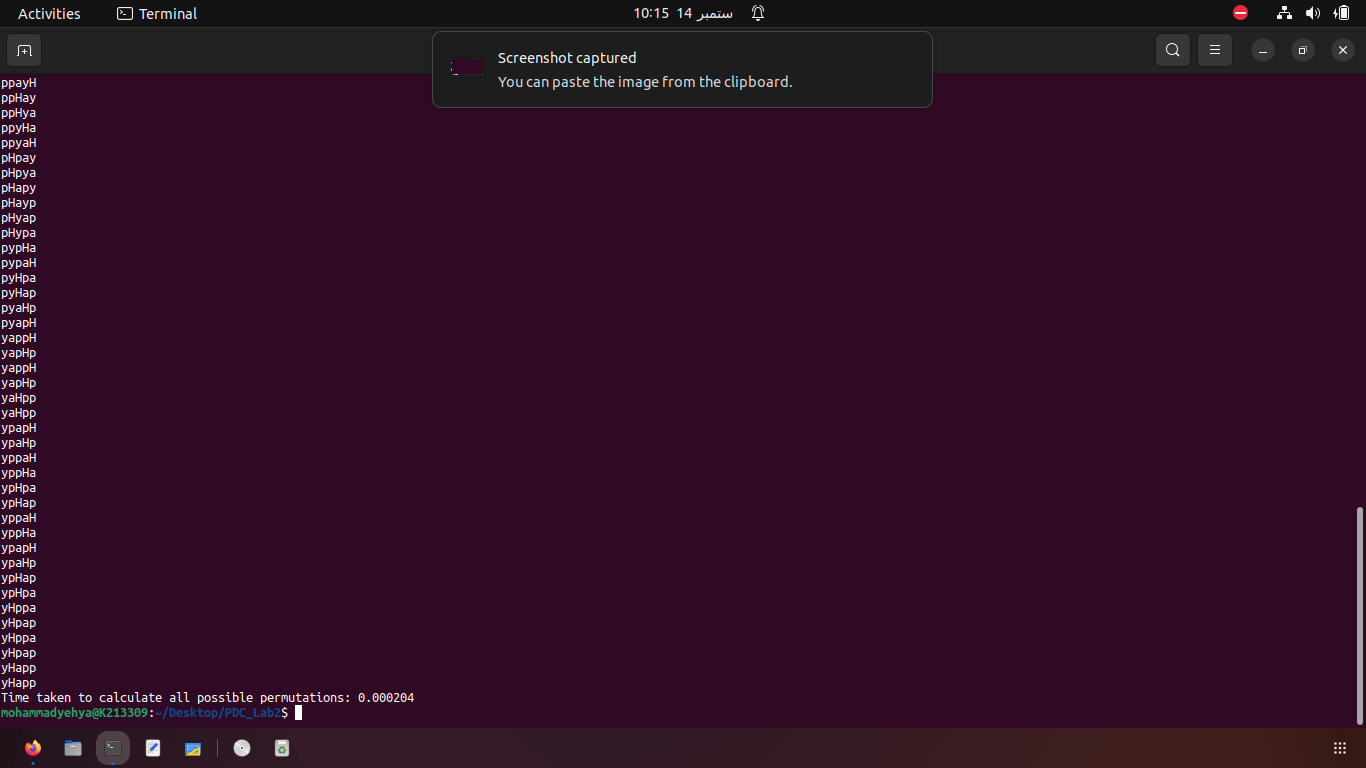 Activities
Terminal
10:15  14 ستمبر
Screenshot captured
You can paste the image from the clipboard.
ppayH
ppHay
ppHya
ppyHa
ppyaH
pHpay
pHpya
pHapy
pHayp
pHyap
pHypa
pypHa
pypaH
pyHpa
pyHap
pyaHp
pyapH
yappH
yapHp
yappH
yapHp
yaHpp
yaHpp
ypapH
ypaHp
yppaH
yppHa
ypHpa
ypHap
yppaH
yppHa
ypapH
ypaHp
ypHap
ypHpa
yHppa
yHpap
yHppa
yHpap
yHapp
yHapp
Time taken to calculate all possible permutations: 0.000204
mohammadyehya@K213309:~/Desktop/PDC_Lab2$